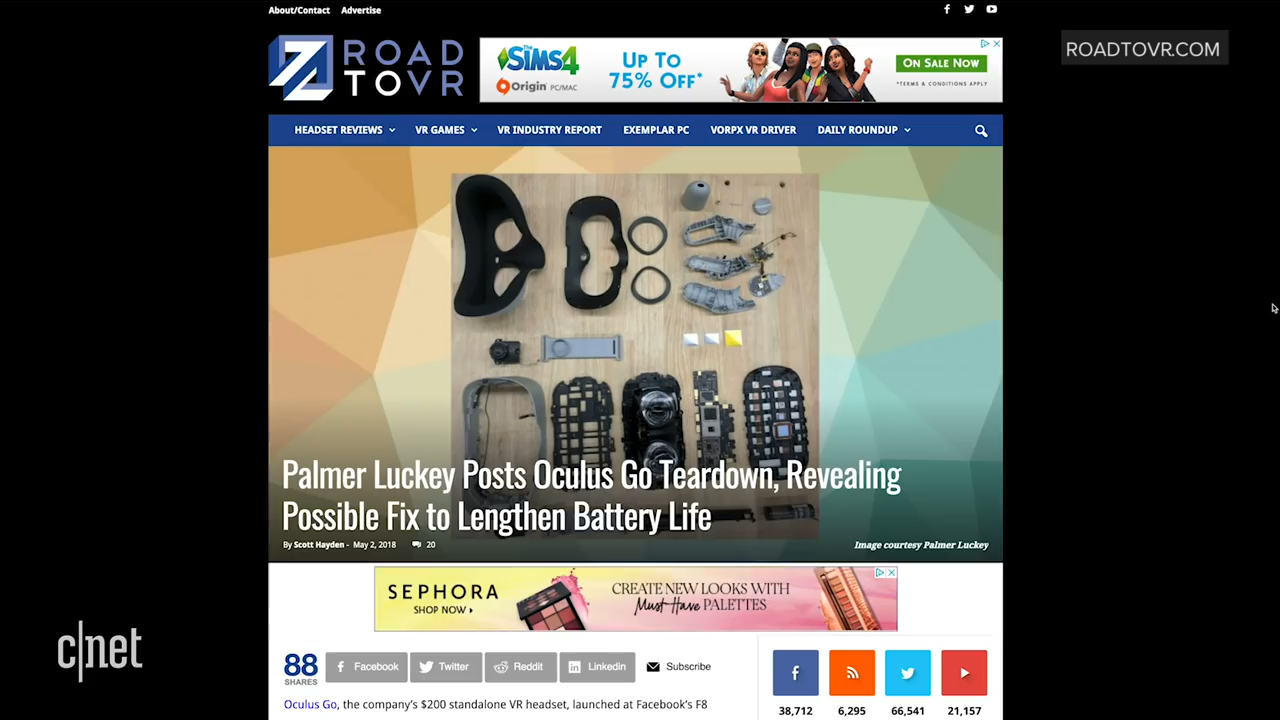 About/Contact Advertise
ROADTOVR.COM
ROAD
TOVR
THE SIMS 4
Origin PC/MAC
UP TO
75% OFF*
ON SALE NOW
*TERMS & CONDITIONS APPLY
HEADSET REVIEWS VR GAMES VR INDUSTRY REPORT EXEMPLAR PC VORPX VR DRIVER DAILY ROUNDUP
Palmer Luckey Posts Oculus Go Teardown, Revealing
Possible Fix to Lengthen Battery Life
By Scott Hayden - May 2, 2018 20
Image courtesy Palmer Luckey
SEPHORA
SHOP NOW
CREATE NEW LOOKS WITH
Must-Have PALETTES
c|net
88
SHARES
Facebook Twitter Reddit Linkedin Subscribe
38,712 6,295 66,541 21,157
Oculus Go, the company's $200 standalone VR headset, launched at Facebook's F8